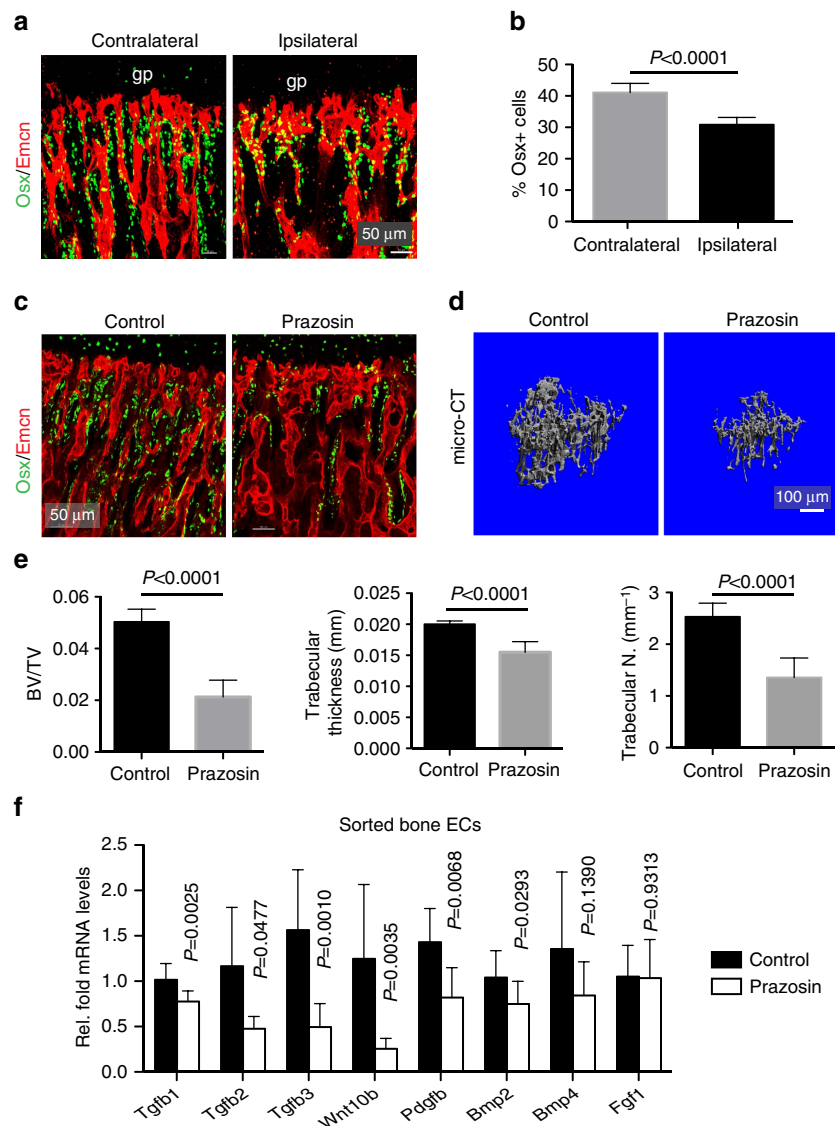 a
Contralateral
Ipsilateral
gp
gp
Osx/Emcn
50 µm
b
P<0.0001
% Osx+ cells
50
40
30
20
10
0
Contralateral
Ipsilateral
c
Control
Prazosin
Osx/Emcn
50 µm
d
Control
Prazosin
micro-CT
100 µm
e
P<0.0001
BV/TV
0.06
0.04
0.02
0.00
Control
Prazosin
P<0.0001
Trabecular
thickness (mm)
0.025
0.020
0.015
0.010
0.005
0.000
Control
Prazosin
P<0.0001
Trabecular N. (mm⁻¹)
3
2
1
0
Control
Prazosin
f
Sorted bone ECs
Rel. fold mRNA levels
2.5
2.0
1.5
1.0
0.5
0.0
P=0.0025
P=0.0477
P=0.0010
P=0.0035
P=0.0068
P=0.0293
P=0.1390
P=0.9313
Control
Prazosin
Tgfb1
Tgfb2
Tgfb3
Wnt10b
Pdgfb
Bmp2
Bmp4
Fgf1